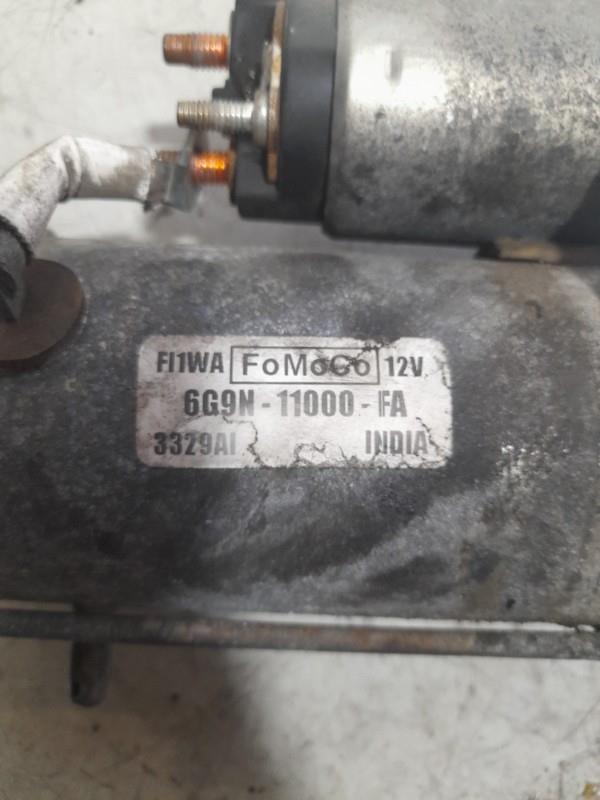 FI1WA FoMoCo 12V
6G9N - 11000 - FA
3329AI INDIA